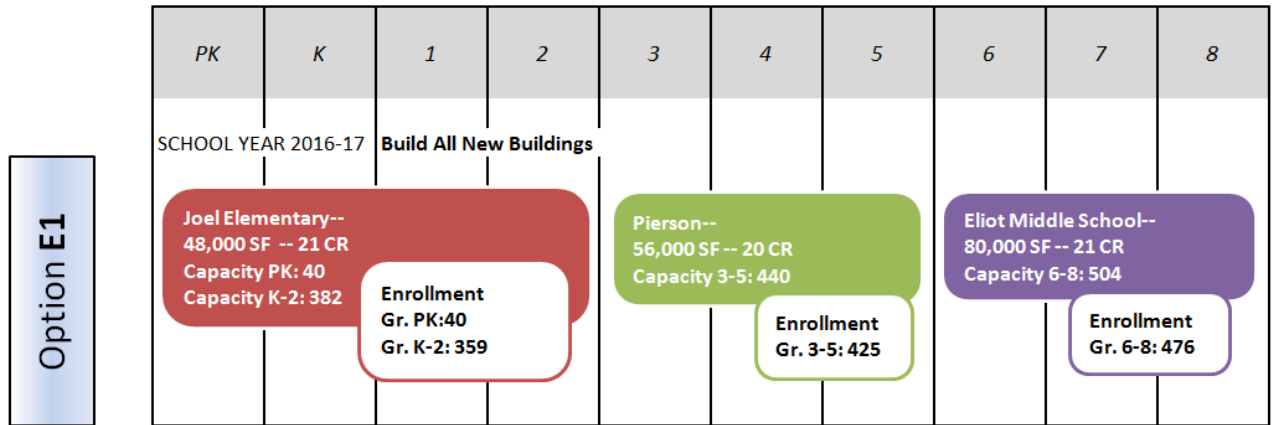 PK K 1 2 3 4 5 6 7 8
SCHOOL YEAR 2016-17 Build All New Buildings
Option E1
Joel Elementary--
48,000 SF -- 21 CR
Capacity PK: 40
Capacity K-2: 382
Enrollment
Gr. PK:40
Gr. K-2: 359
Pierson--
56,000 SF -- 20 CR
Capacity 3-5: 440
Enrollment
Gr. 3-5: 425
Eliot Middle School--
80,000 SF -- 21 CR
Capacity 6-8: 504
Enrollment
Gr. 6-8: 476